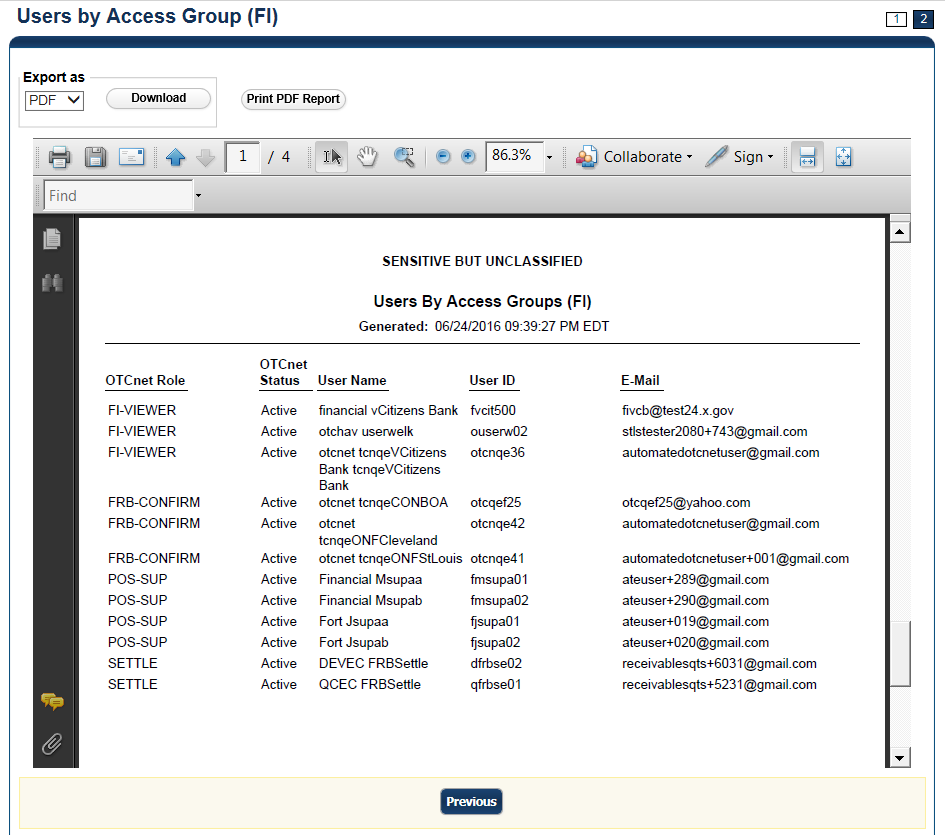 Users by Access Group (FI)
1 2
Export as
PDF Download Print PDF Report
1 / 4 86.3% Collaborate Sign
Find
SENSITIVE BUT UNCLASSIFIED
Users By Access Groups (FI)
Generated: 06/24/2016 09:39:27 PM EDT
OTCnet
OTCnet Role Status User Name User ID E-Mail
FI-VIEWER Active financial vCitizens Bank fvcit500 fivcb@test24.x.gov
FI-VIEWER Active otchav userwelk ouserw02 stlstester2080+743@gmail.com
FI-VIEWER Active otcnet tcnqeVCitizens otcnqe36 automatedotcnetuser@gmail.com
Bank tcnqeVCitizens
Bank
FRB-CONFIRM Active otcnet tcnqeCONBOA otcqef25 otcqef25@yahoo.com
FRB-CONFIRM Active otcnet otcnqe42 automatedotcnetuser@gmail.com
tcnqeONFCleveland
FRB-CONFIRM Active otcnet tcnqeONFStLouis otcnqe41 automatedotcnetuser+001@gmail.com
POS-SUP Active Financial Msupaa fmsupa01 ateuser+289@gmail.com
POS-SUP Active Financial Msupab fmsupa02 ateuser+290@gmail.com
POS-SUP Active Fort Jsupaa fjsupa01 ateuser+019@gmail.com
POS-SUP Active Fort Jsupab fjsupa02 ateuser+020@gmail.com
SETTLE Active DEVEC FRBSettle dfrbse02 receivablesqts+6031@gmail.com
SETTLE Active QCEC FRBSettle qfrbse01 receivablesqts+5231@gmail.com
Previous